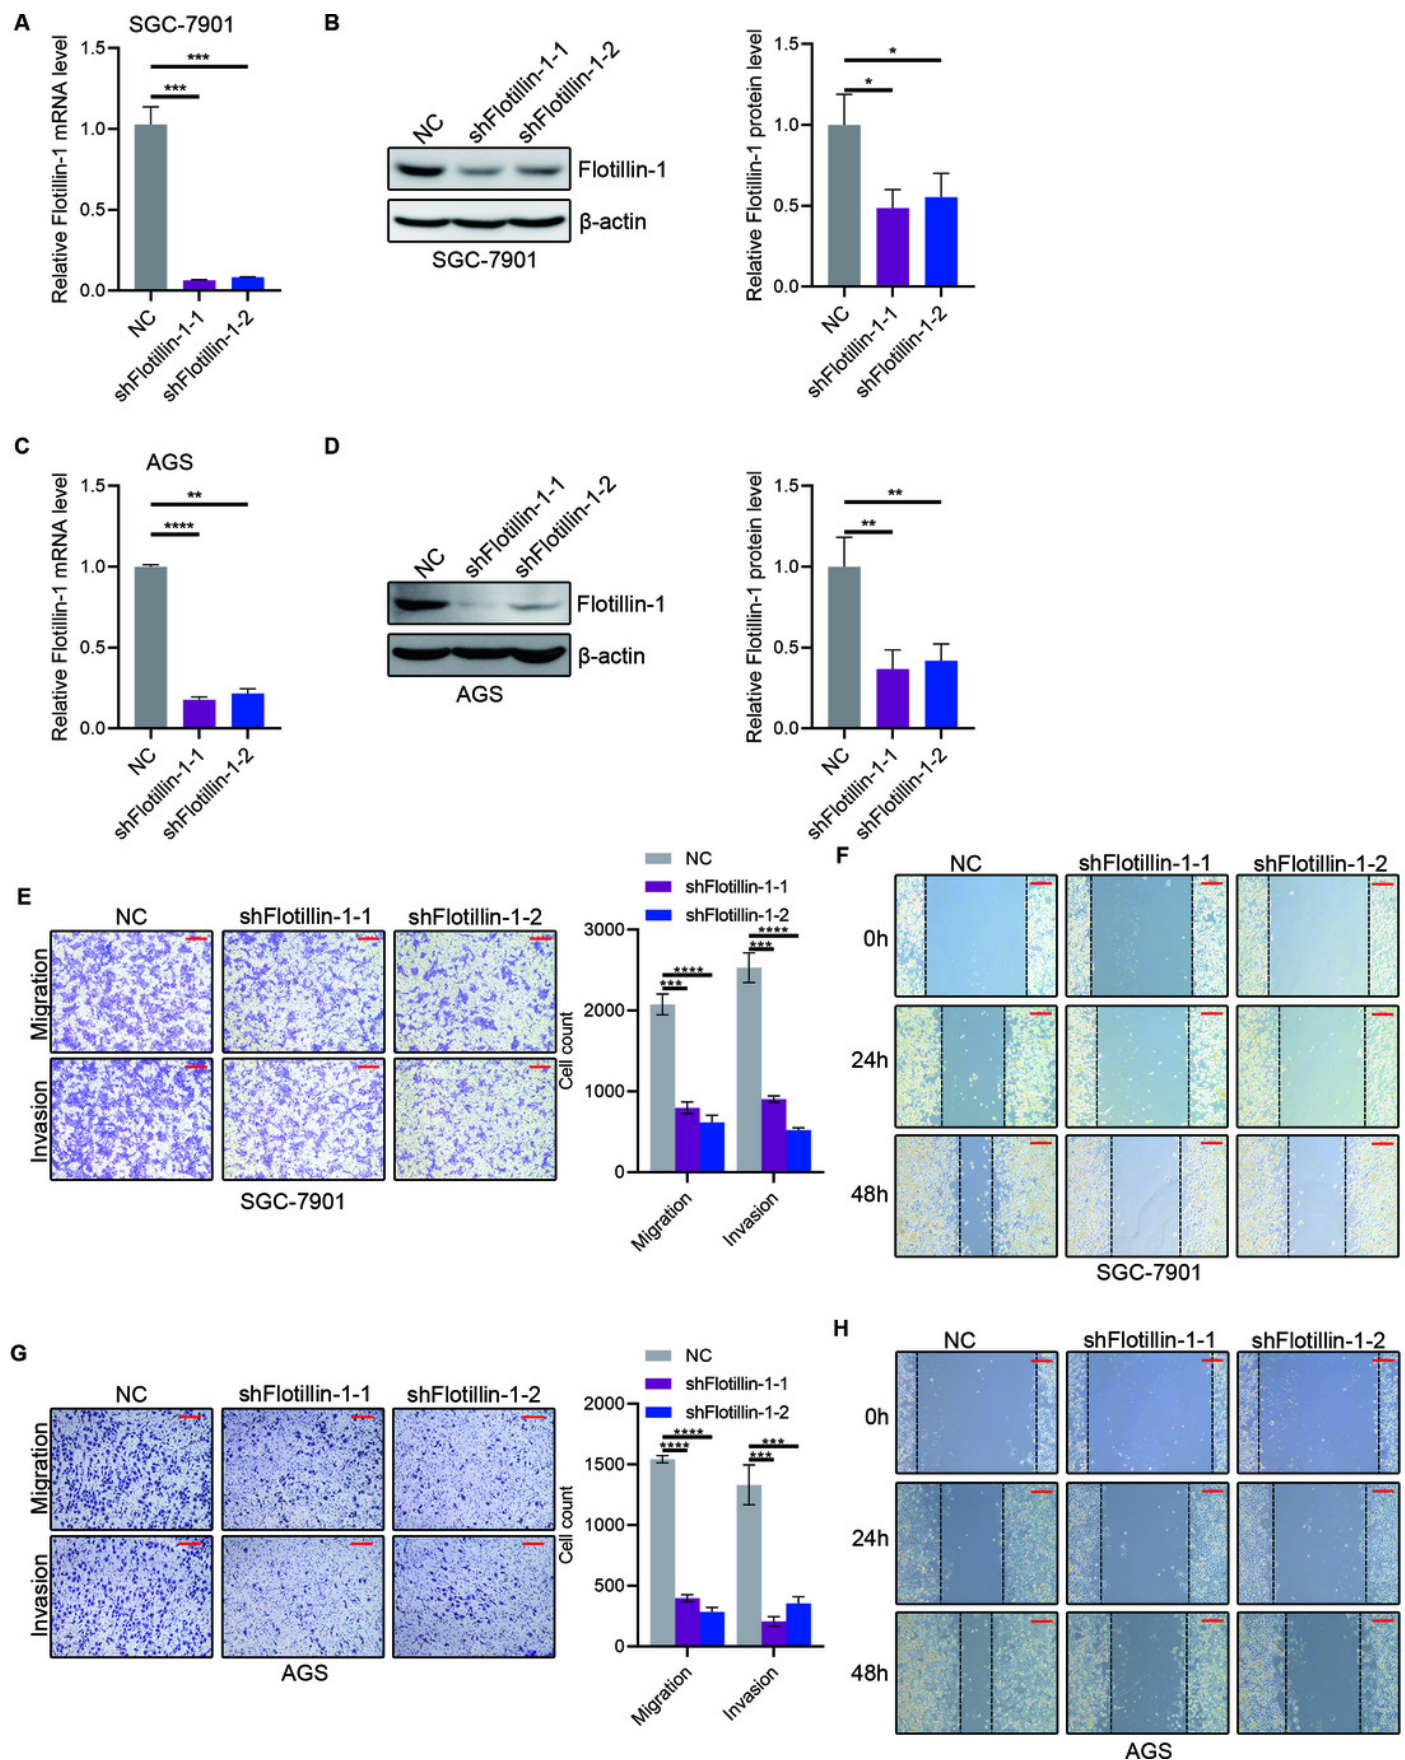 A
SGC-7901
Relative Flotillin-1 mRNA level
1.5
1.0
0.5
0.0
***
***
NC
shFlotillin-1-1
shFlotillin-1-2
B
NC
shFlotillin-1-1
shFlotillin-1-2
Flotillin-1
β-actin
SGC-7901
Relative Flotillin-1 protein level
1.5
1.0
0.5
0.0
*
*
NC
shFlotillin-1-1
shFlotillin-1-2
C
AGS
Relative Flotillin-1 mRNA level
1.5
1.0
0.5
0.0
**
****
NC
shFlotillin-1-1
shFlotillin-1-2
D
NC
shFlotillin-1-1
shFlotillin-1-2
Flotillin-1
β-actin
AGS
Relative Flotillin-1 protein level
1.5
1.0
0.5
0.0
**
**
NC
shFlotillin-1-1
shFlotillin-1-2
E
NC
shFlotillin-1-1
shFlotillin-1-2
Migration
Invasion
SGC-7901
NC
shFlotillin-1-1
shFlotillin-1-2
Cell count
3000
2000
1000
0
****
***
****
***
Migration
Invasion
F
NC
shFlotillin-1-1
shFlotillin-1-2
0h
24h
48h
SGC-7901
G
NC
shFlotillin-1-1
shFlotillin-1-2
Migration
Invasion
AGS
NC
shFlotillin-1-1
shFlotillin-1-2
Cell count
2000
1500
1000
500
0
****
****
***
***
Migration
Invasion
H
NC
shFlotillin-1-1
shFlotillin-1-2
0h
24h
48h
AGS